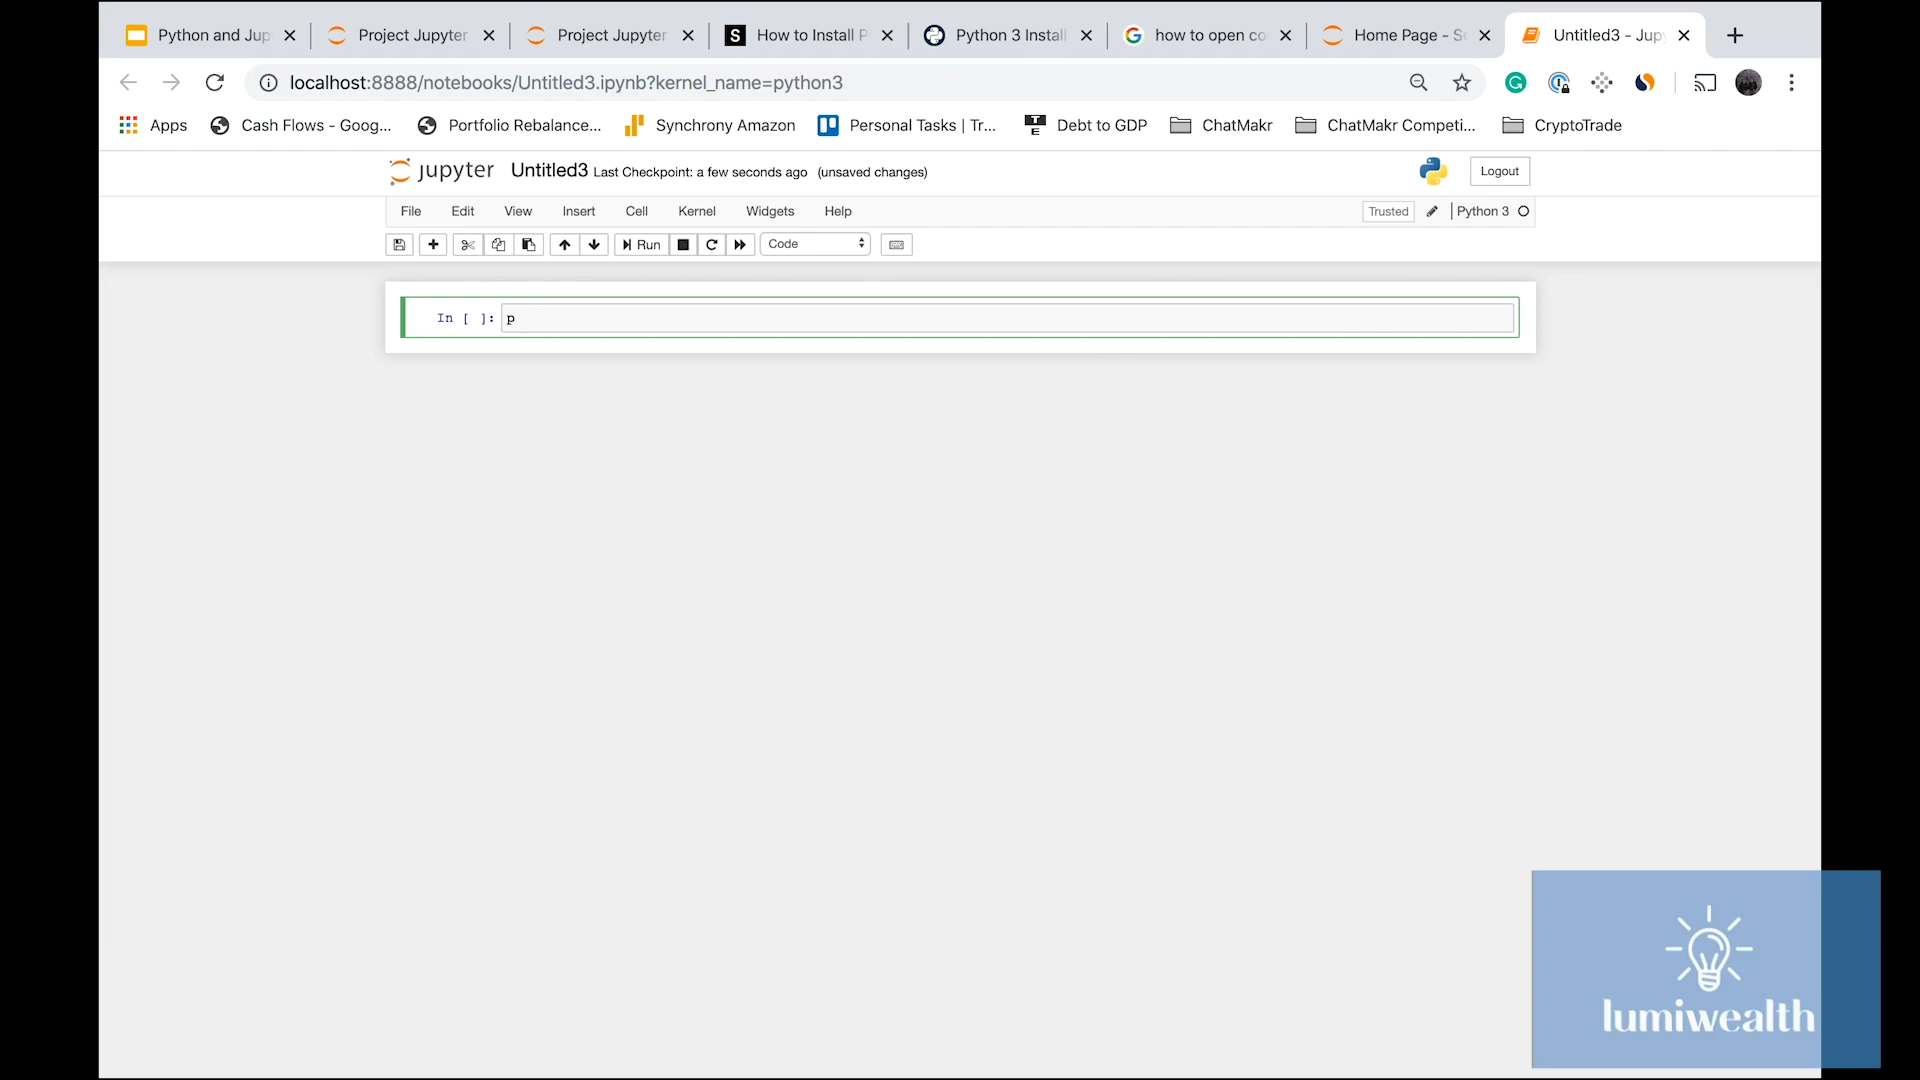 Python and Jup
Project Jupyter
Project Jupyter
S How to Install P
Python 3 Install
how to open co
Home Page - S
Untitled3 - Jup
localhost:8888/notebooks/Untitled3.ipynb?kernel_name=python3
Apps
Cash Flows - Goog...
Portfolio Rebalance...
Synchrony Amazon
Personal Tasks | Tr...
Debt to GDP
ChatMakr
ChatMakr Competi...
CryptoTrade
jupyter Untitled3 Last Checkpoint: a few seconds ago (unsaved changes)
Logout
File Edit View Insert Cell Kernel Widgets Help
Trusted Python 3
Run Code
In [ ]: p
lumiwealth